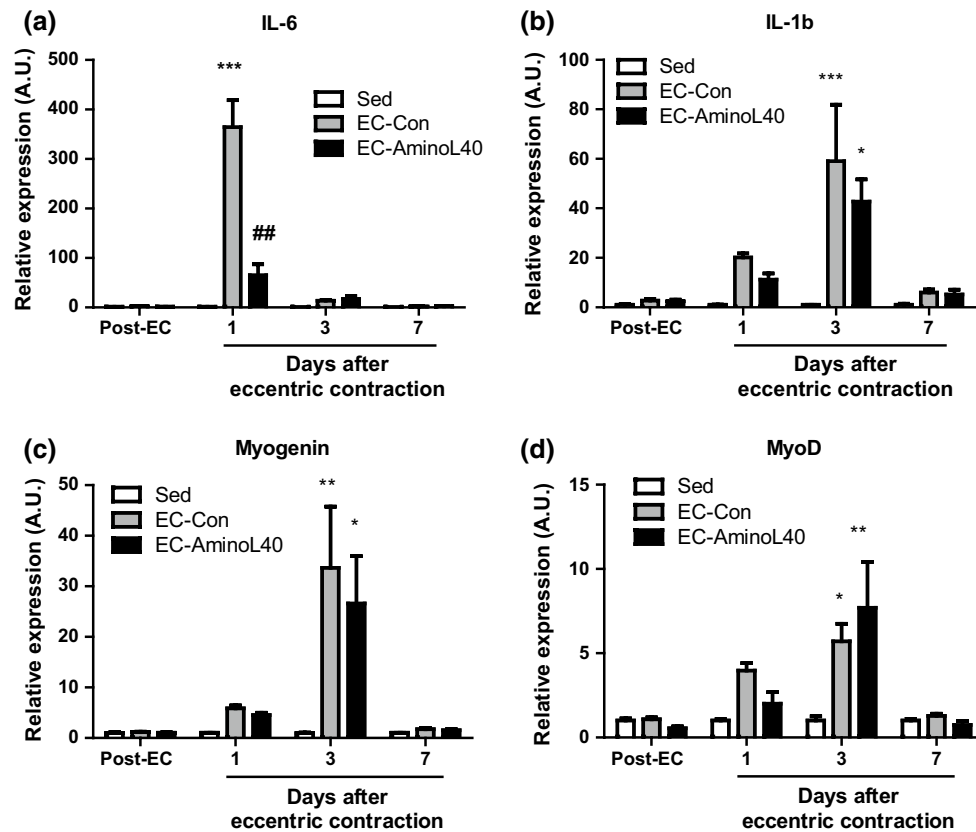 (a)
IL-6
Relative expression (A.U.)
500
400
300
200
100
0
***
##
Sed
EC-Con
EC-AminoL40
Post-EC 1 3 7
Days after
eccentric contraction
(b)
IL-1b
Relative expression (A.U.)
100
80
60
40
20
0
Sed
EC-Con
EC-AminoL40
***
*
Post-EC 1 3 7
Days after
eccentric contraction
(c)
Myogenin
Relative expression (A.U.)
50
40
30
20
10
0
Sed
EC-Con
EC-AminoL40
**
*
Post-EC 1 3 7
Days after
eccentric contraction
(d)
MyoD
Relative expression (A.U.)
15
10
5
0
Sed
EC-Con
EC-AminoL40
*
**
Post-EC 1 3 7
Days after
eccentric contraction